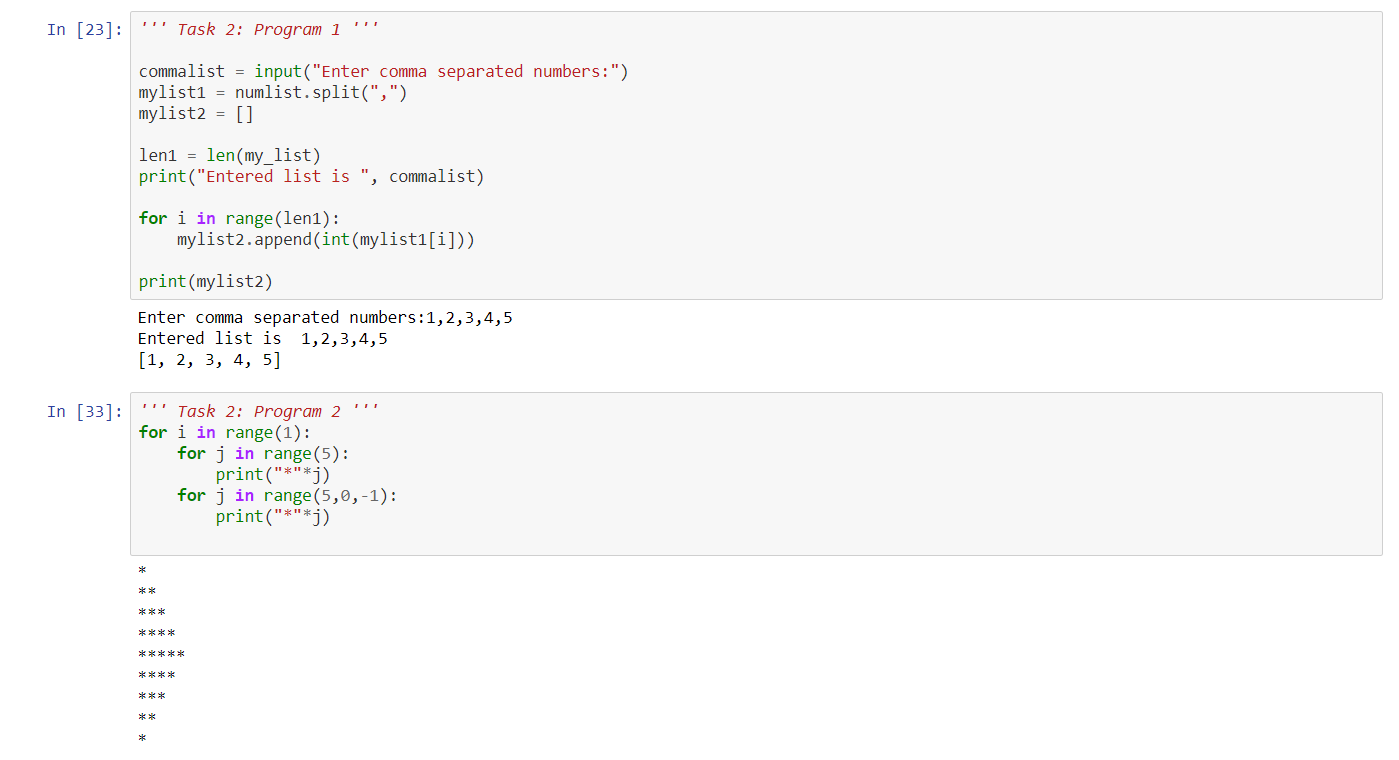 In [23]: ''' Task 2: Program 1 '''

commalist = input("Enter comma separated numbers:")
mylist1 = numlist.split(",")
mylist2 = []

len1 = len(my_list)
print("Entered list is ", commalist)

for i in range(len1):
    mylist2.append(int(mylist1[i]))

print(mylist2)
Enter comma separated numbers:1,2,3,4,5
Entered list is  1,2,3,4,5
[1, 2, 3, 4, 5]
In [33]: ''' Task 2: Program 2 '''
for i in range(1):
    for j in range(5):
        print("*"*j)
    for j in range(5,0,-1):
        print("*"*j)
*
**
***
****
*****
****
***
**
*